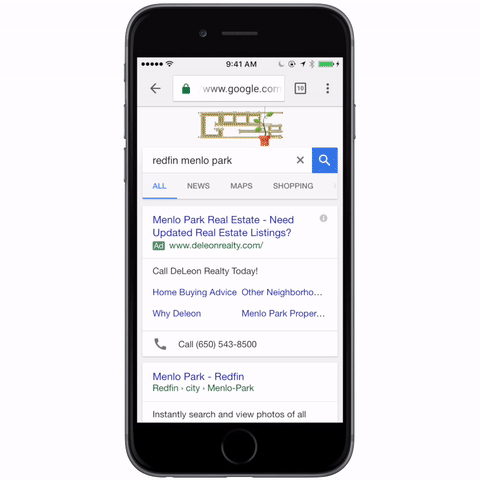 9:41 AM
www.google.com
10
redfin menlo park
ALL NEWS MAPS SHOPPING
Menlo Park Real Estate - Need
Updated Real Estate Listings?
Ad www.deleonrealty.com/
Call DeLeon Realty Today!
Home Buying Advice Other Neighborho...
Why Deleon Menlo Park Proper...
Call (650) 543-8500
Menlo Park - Redfin
Redfin › city › Menlo-Park
Instantly search and view photos of all